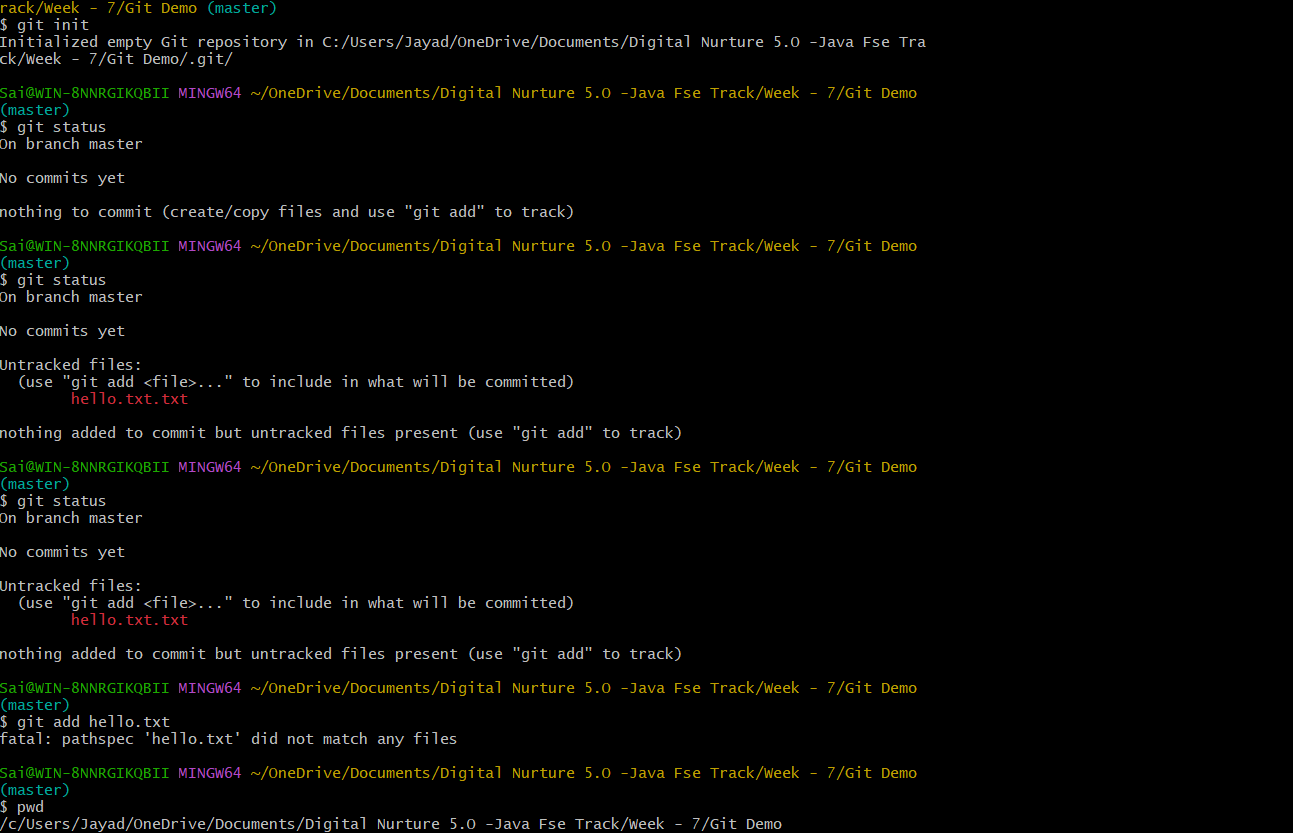 rack/Week - 7/Git Demo (master)
$ git init
Initialized empty Git repository in C:/Users/Jayad/OneDrive/Documents/Digital Nurture 5.0 -Java Fse Tra
ck/Week - 7/Git Demo/.git/
Sai@WIN-8NNRGIKQBII MINGW64 ~/OneDrive/Documents/Digital Nurture 5.0 -Java Fse Track/Week - 7/Git Demo
(master)
$ git status
On branch master
No commits yet
nothing to commit (create/copy files and use "git add" to track)
Sai@WIN-8NNRGIKQBII MINGW64 ~/OneDrive/Documents/Digital Nurture 5.0 -Java Fse Track/Week - 7/Git Demo
(master)
$ git status
On branch master
No commits yet
Untracked files:
  (use "git add <file>..." to include in what will be committed)
        hello.txt.txt
nothing added to commit but untracked files present (use "git add" to track)
Sai@WIN-8NNRGIKQBII MINGW64 ~/OneDrive/Documents/Digital Nurture 5.0 -Java Fse Track/Week - 7/Git Demo
(master)
$ git status
On branch master
No commits yet
Untracked files:
  (use "git add <file>..." to include in what will be committed)
        hello.txt.txt
nothing added to commit but untracked files present (use "git add" to track)
Sai@WIN-8NNRGIKQBII MINGW64 ~/OneDrive/Documents/Digital Nurture 5.0 -Java Fse Track/Week - 7/Git Demo
(master)
$ git add hello.txt
fatal: pathspec 'hello.txt' did not match any files
Sai@WIN-8NNRGIKQBII MINGW64 ~/OneDrive/Documents/Digital Nurture 5.0 -Java Fse Track/Week - 7/Git Demo
(master)
$ pwd
/c/Users/Jayad/OneDrive/Documents/Digital Nurture 5.0 -Java Fse Track/Week - 7/Git Demo